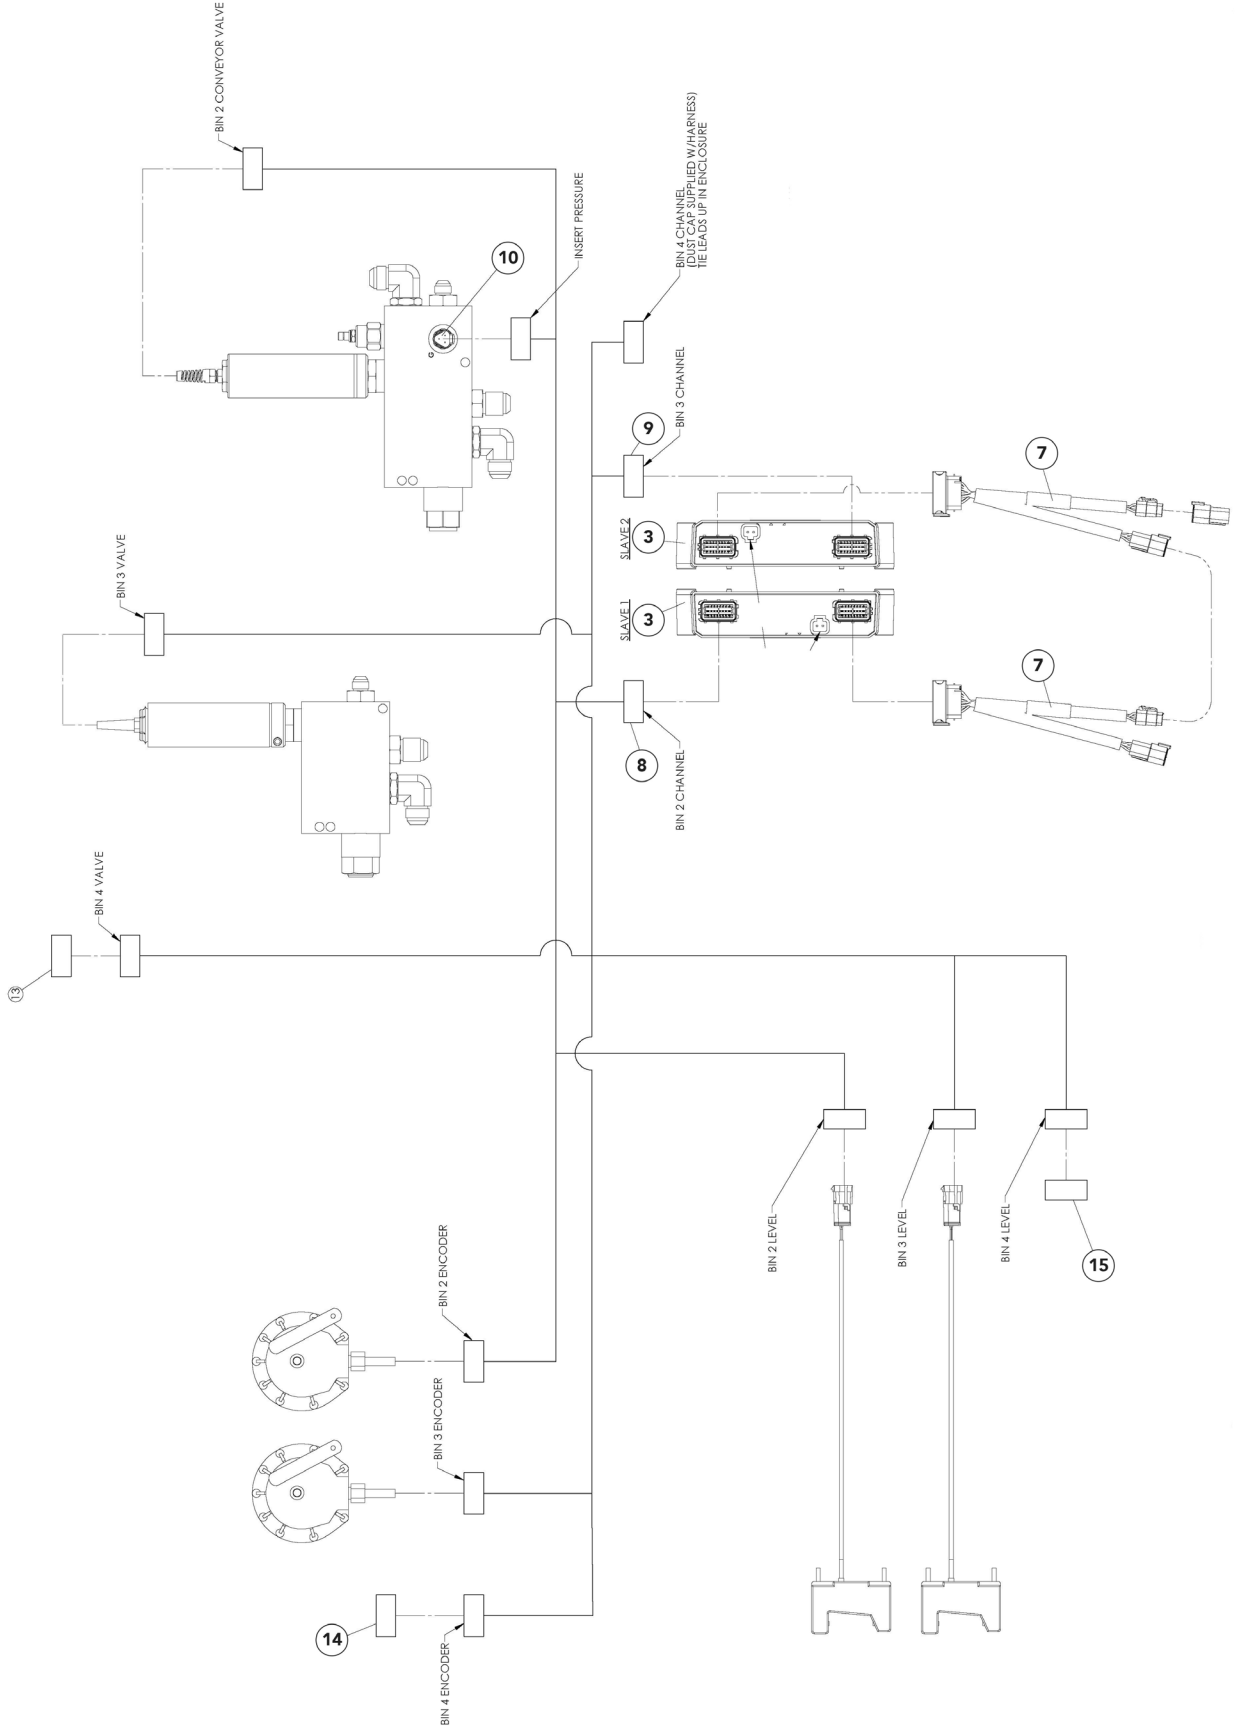 BIN 2 CONVEYOR VALVE
INSERT PRESSURE
10
G
BIN 4 CHANNEL
(DUST CAP SUPPLIED W/HARNESS)
TIE LEADS UP IN ENCLOSURE
BIN 3 CHANNEL
9
7
SLAVE 2
3
BIN 3 VALVE
SLAVE 1
3
7
8
BIN 2 CHANNEL
BIN 4 VALVE
13
BIN 2 LEVEL
BIN 3 LEVEL
BIN 4 LEVEL
15
BIN 2 ENCODER
BIN 3 ENCODER
14
BIN 4 ENCODER